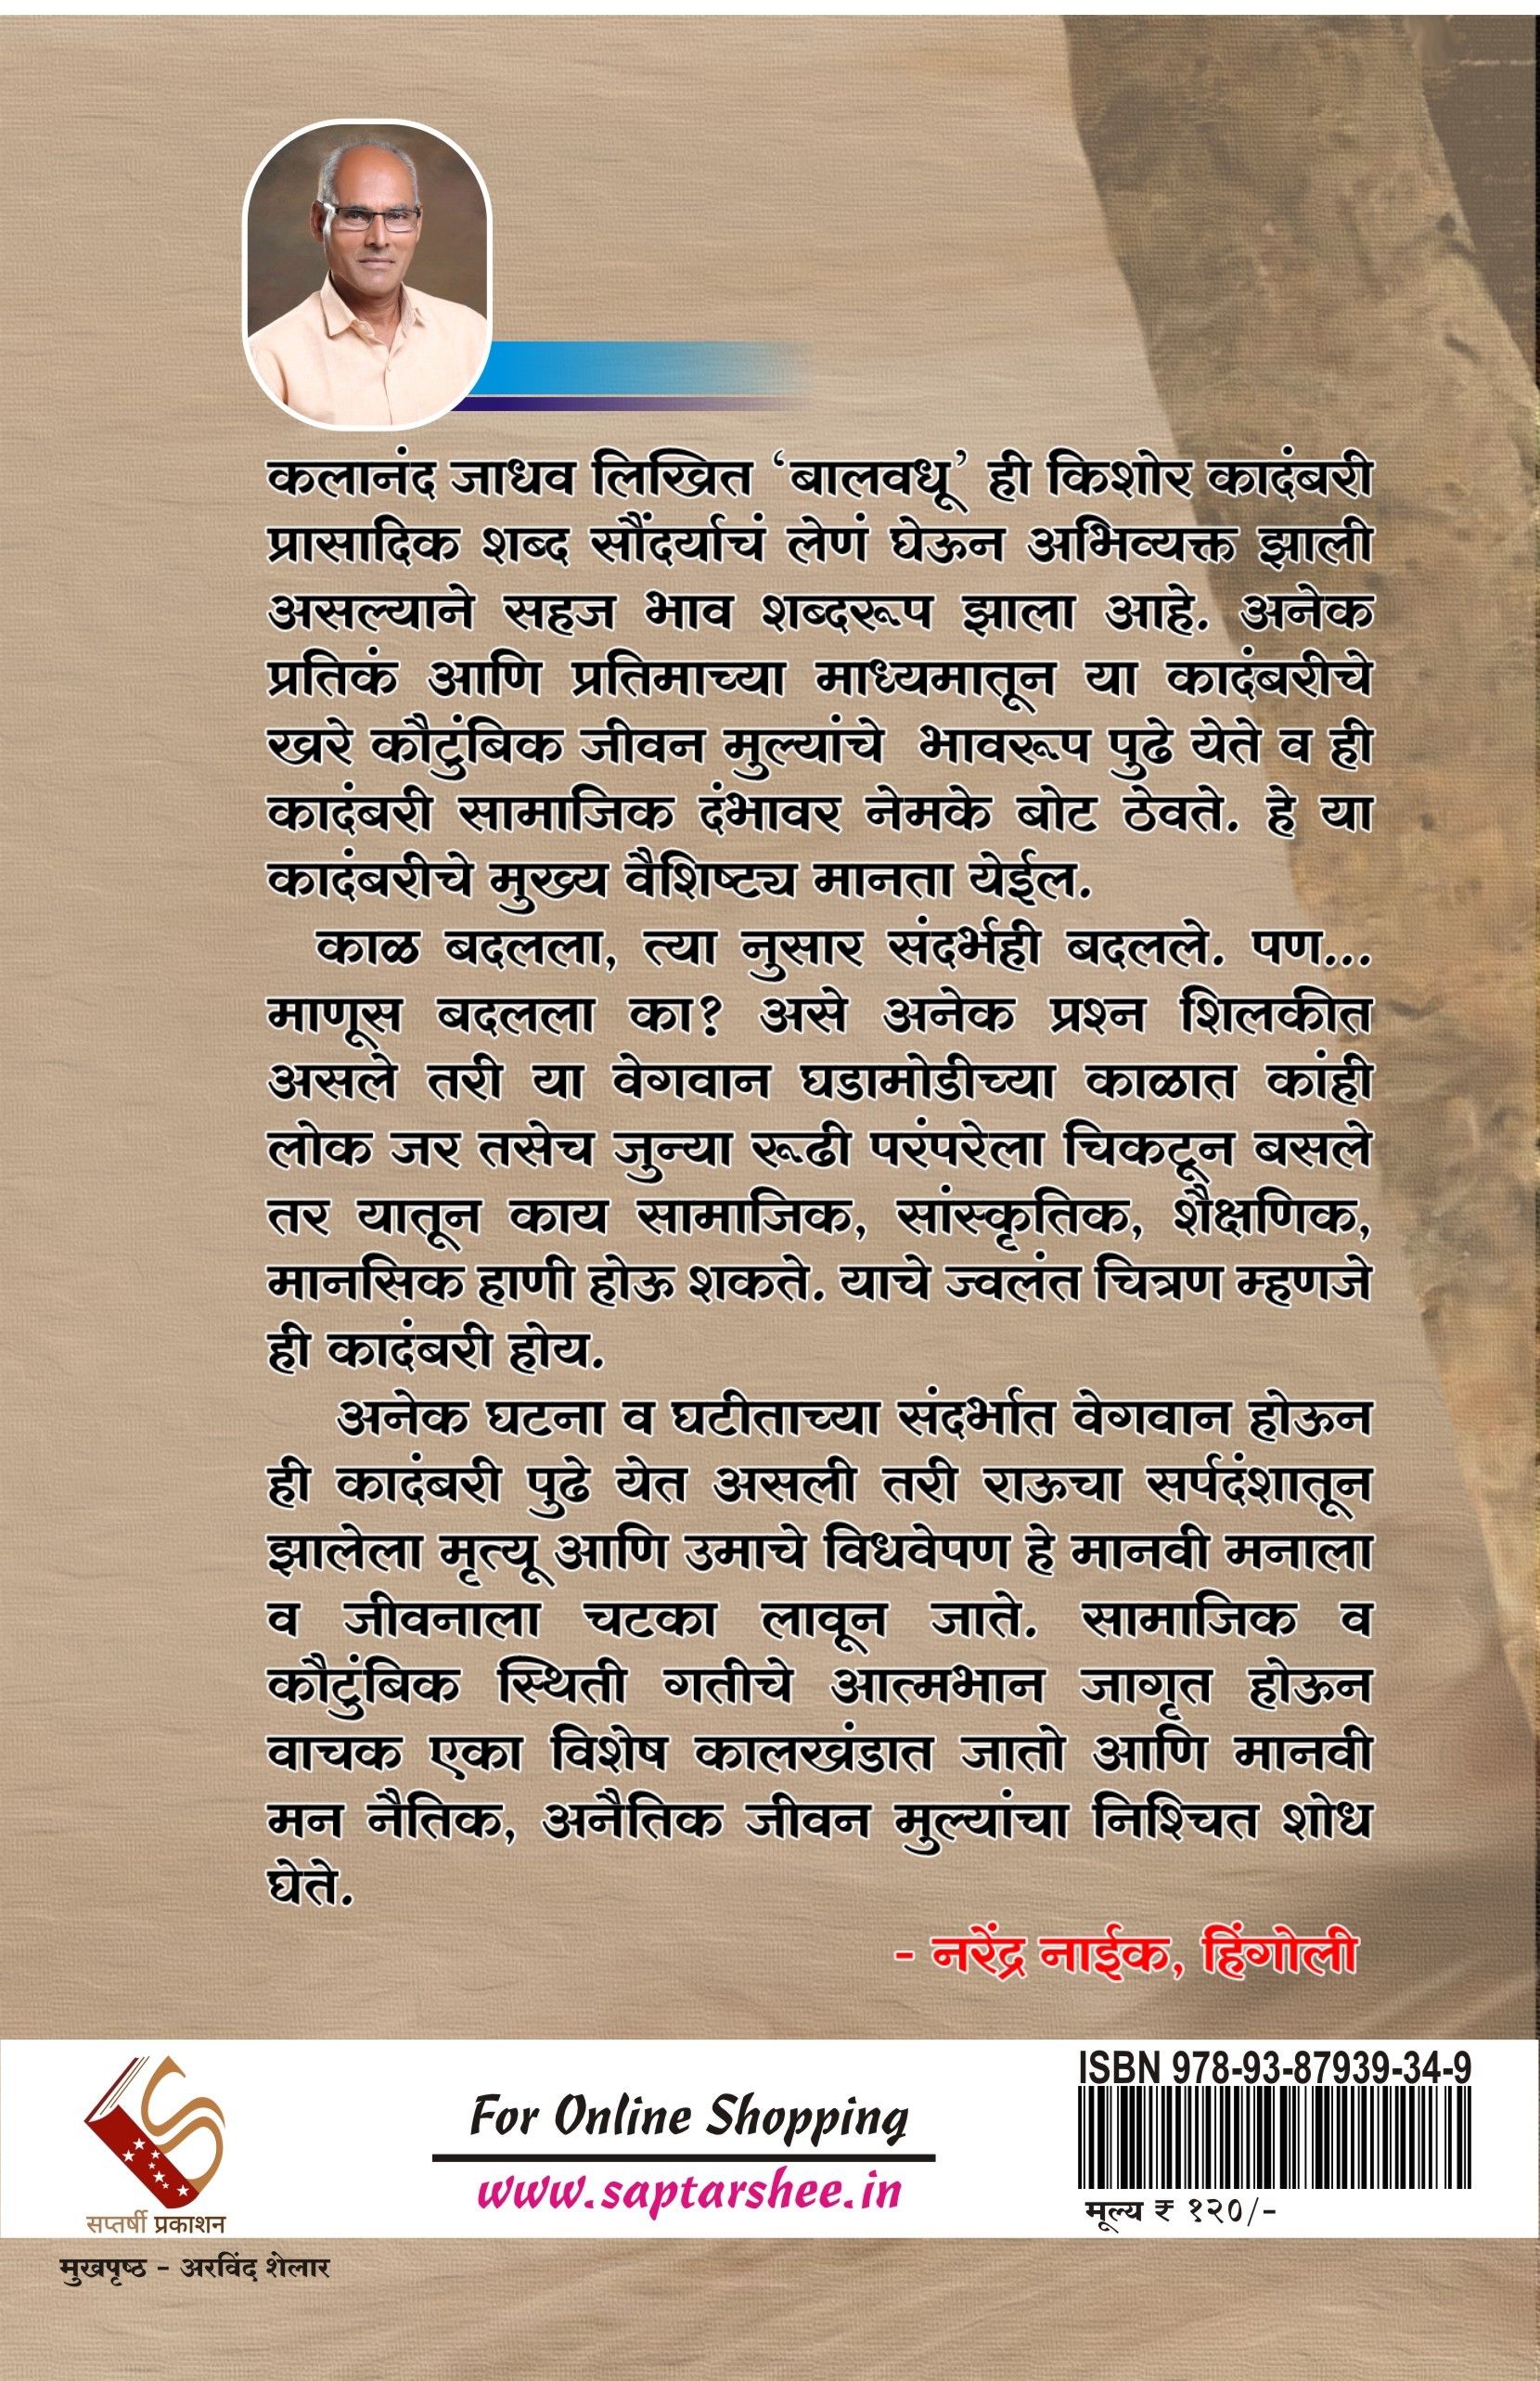 कलानंद जाधव लिखित ‘बालवधू’ ही किशोर कादंबरी
प्रासादिक शब्द सौंदर्याचं लेणं घेऊन अभिव्यक्त झाली
असल्याने सहज भाव शब्दरूप झाला आहे. अनेक
प्रतिकं आणि प्रतिमाच्या माध्यमातून या कादंबरीचे
खरे कौटुंबिक जीवन मुल्यांचे भावरूप पुढे येते व ही
कादंबरी सामाजिक दंभावर नेमके बोट ठेवते. हे या
कादंबरीचे मुख्य वैशिष्ट्य मानता येईल.
काळ बदलला, त्या नुसार संदर्भही बदलले. पण...
माणूस बदलला का? असे अनेक प्रश्न शिलकीत
असले तरी या वेगवान घडामोडीच्या काळात कांही
लोक जर तसेच जुन्या रूढी परंपरेला चिकटून बसले
तर यातून काय सामाजिक, सांस्कृतिक, शैक्षणिक,
मानसिक हाणी होऊ शकते. याचे ज्वलंत चित्रण म्हणजे
ही कादंबरी होय.
अनेक घटना व घटीताच्या संदर्भात वेगवान होऊन
ही कादंबरी पुढे येत असली तरी राऊचा सर्पदंशातून
झालेला मृत्यू आणि उमाचे विधवेपण हे मानवी मनाला
व जीवनाला चटका लावून जाते. सामाजिक व
कौटुंबिक स्थिती गतीचे आत्मभान जागृत होऊन
वाचक एका विशेष कालखंडात जातो आणि मानवी
मन नैतिक, अनैतिक जीवन मुल्यांचा निश्चित शोध
घेते.
- नरेंद्र नाईक, हिंगोली
ISBN 978-93-87939-34-9
For Online Shopping
www.saptarshee.in
मूल्य ₹ १२०/-
सप्तर्षी प्रकाशन
मुखपृष्ठ - अरविंद शेलार